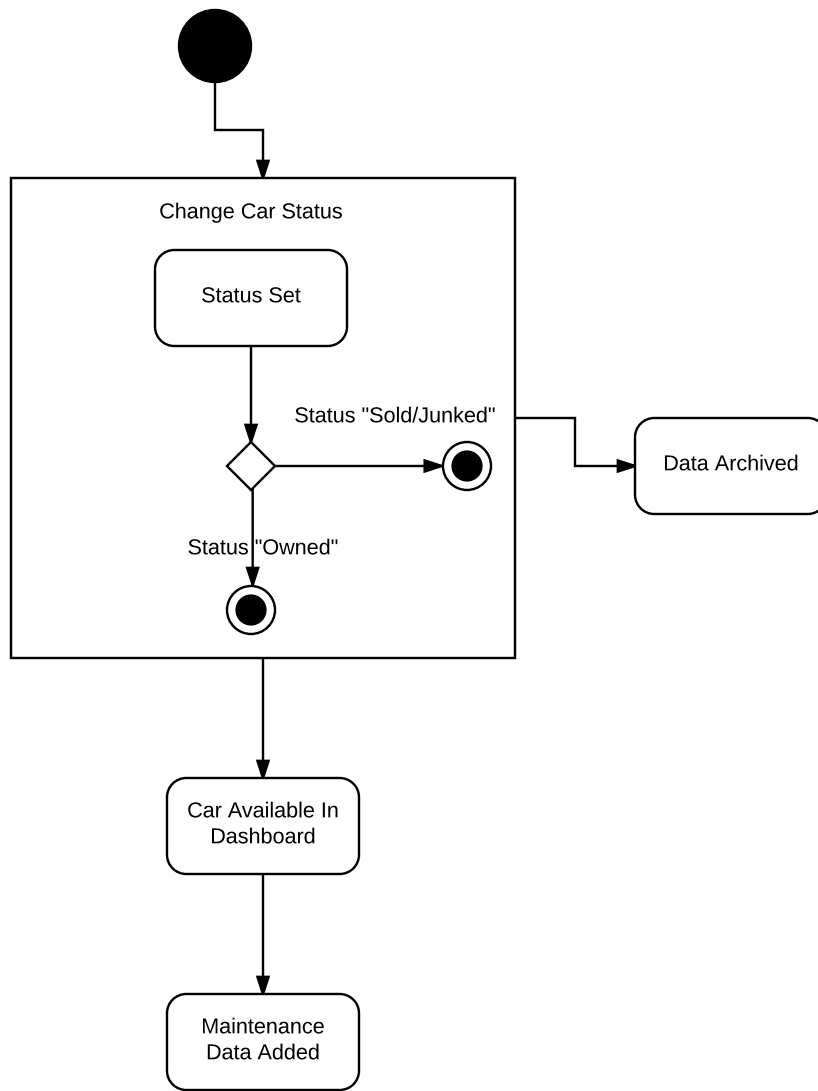 Change Car Status
Status Set
Status "Sold/Junked"
Data Archived
Status "Owned"
Car Available In
Dashboard
Maintenance
Data Added